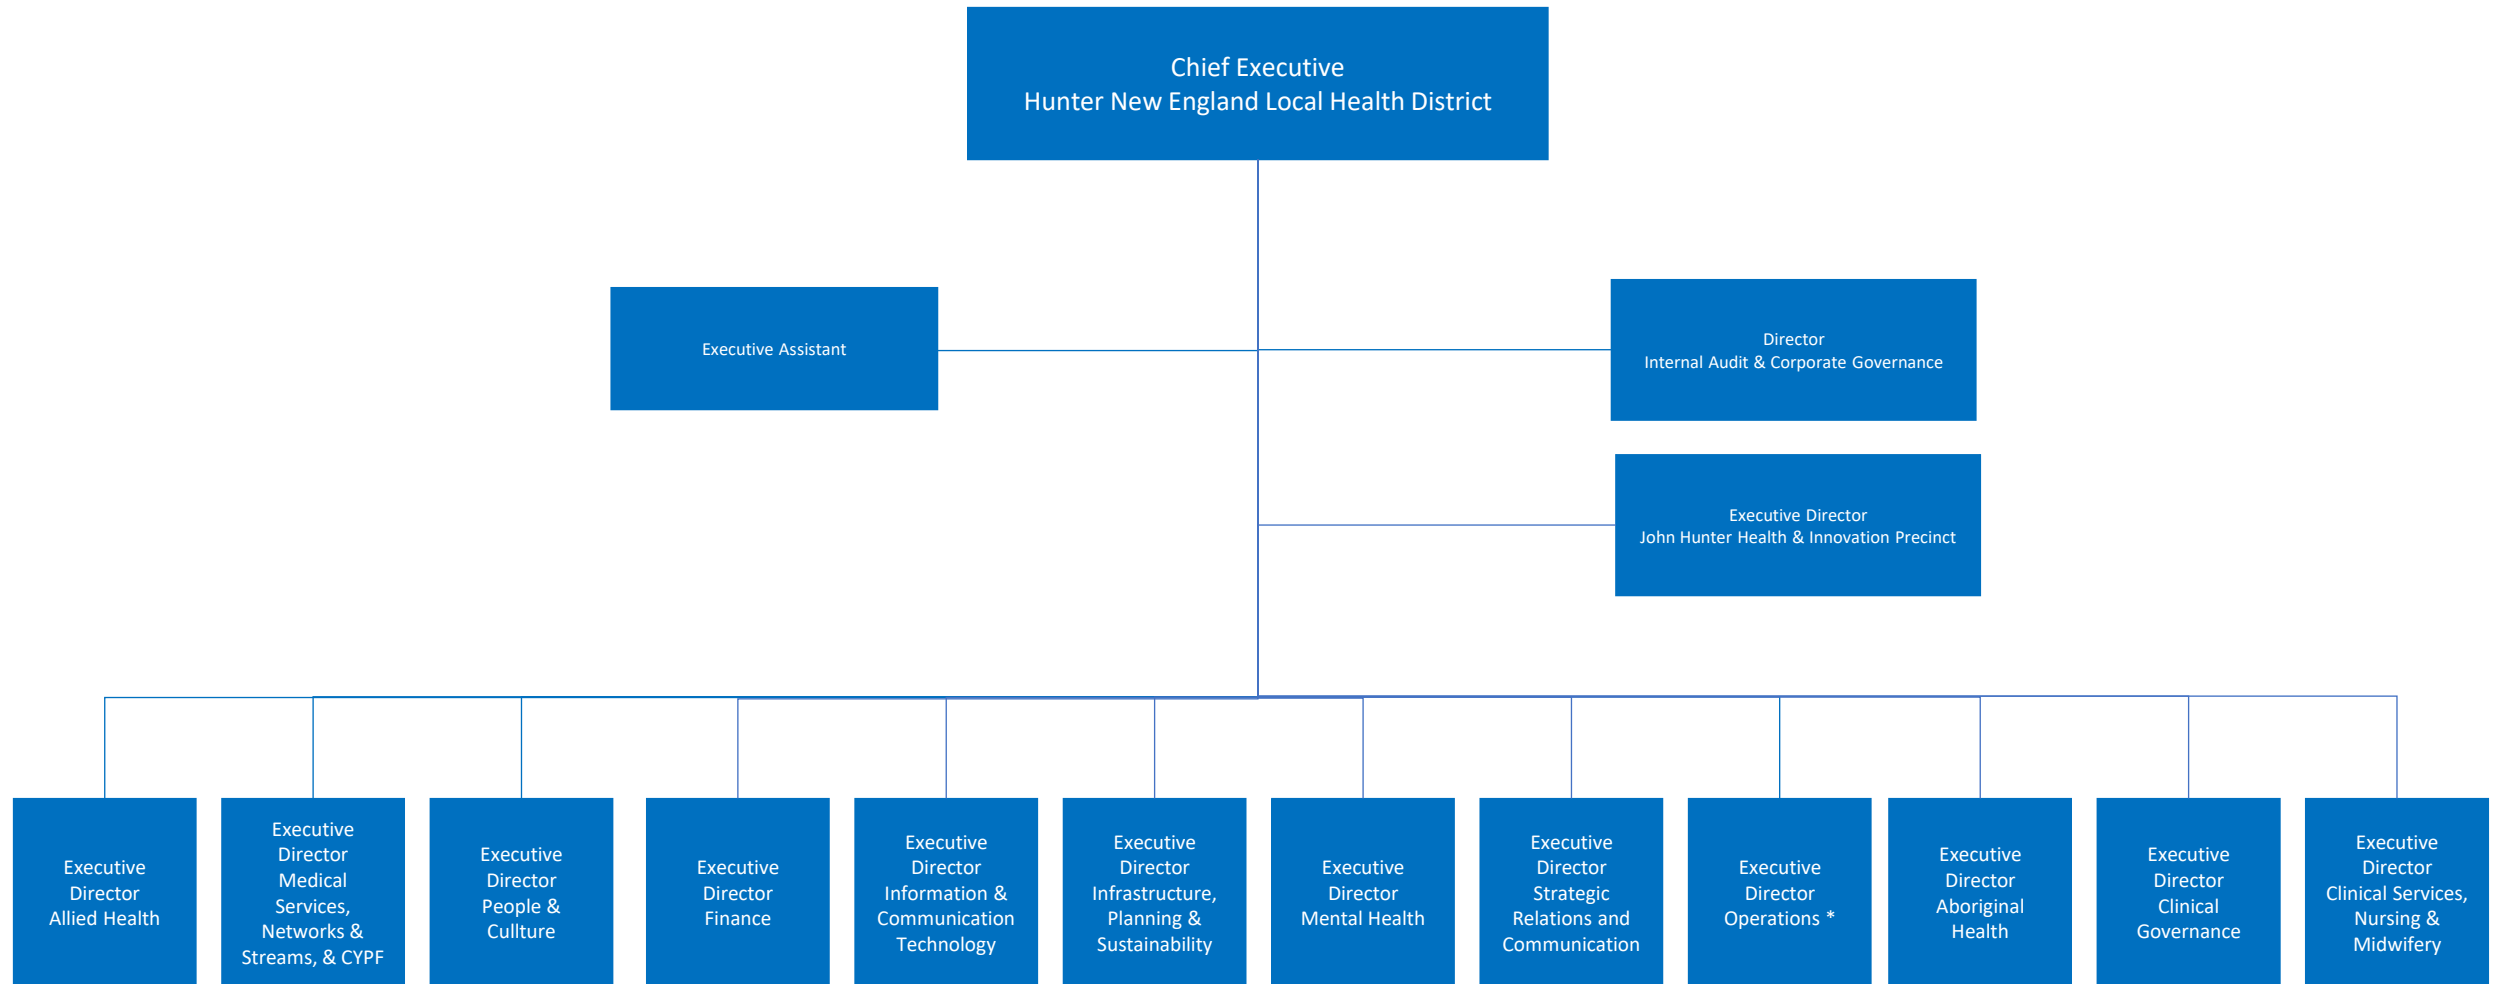 Chief Executive
Hunter New England Local Health District
Executive Assistant
Director
Internal Audit & Corporate Governance
Executive Director
John Hunter Health & Innovation Precinct
Executive
Director
Allied Health
Executive
Director
Medical
Services,
Networks &
Streams, & CYPF
Executive
Director
People &
Cullture
Executive
Director
Finance
Executive
Director
Information &
Communication
Technology
Executive
Director
Infrastructure,
Planning &
Sustainability
Executive
Director
Mental Health
Executive
Director
Strategic
Relations and
Communication
Executive
Director
Operations *
Executive
Director
Aboriginal
Health
Executive
Director
Clinical
Governance
Executive
Director
Clinical Services,
Nursing &
Midwifery